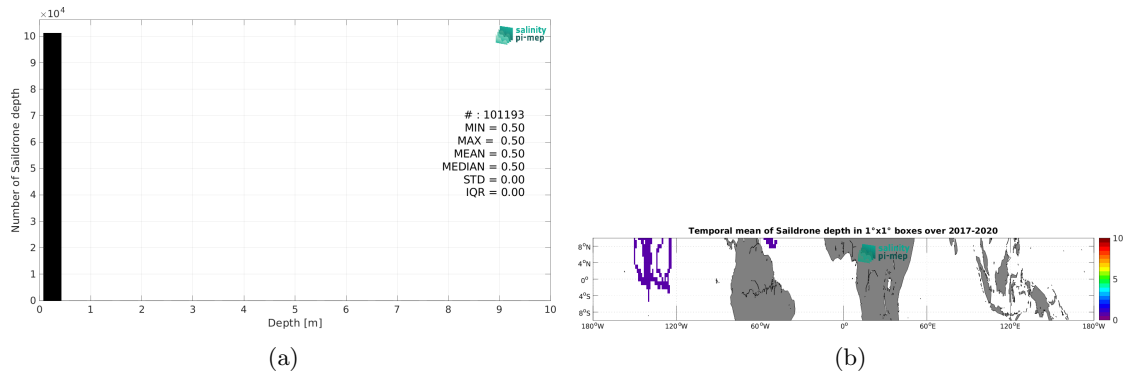 ×10⁴
10
9
8
7
6
5
4
3
2
1
0
Number of Saildrone depth
salinity
pi-mep
# : 101193
MIN = 0.50
MAX = 0.50
MEAN = 0.50
MEDIAN = 0.50
STD = 0.00
IQR = 0.00
0 1 2 3 4 5 6 7 8 9 10
Depth [m]
(a)
Temporal mean of Saildrone depth in 1°x1° boxes over 2017-2020
salinity
pi-mep
8°N
4°N
0°
4°S
8°S
180°W 120°W 60°W 0° 60°E 120°E 180°W
10
5
0
(b)